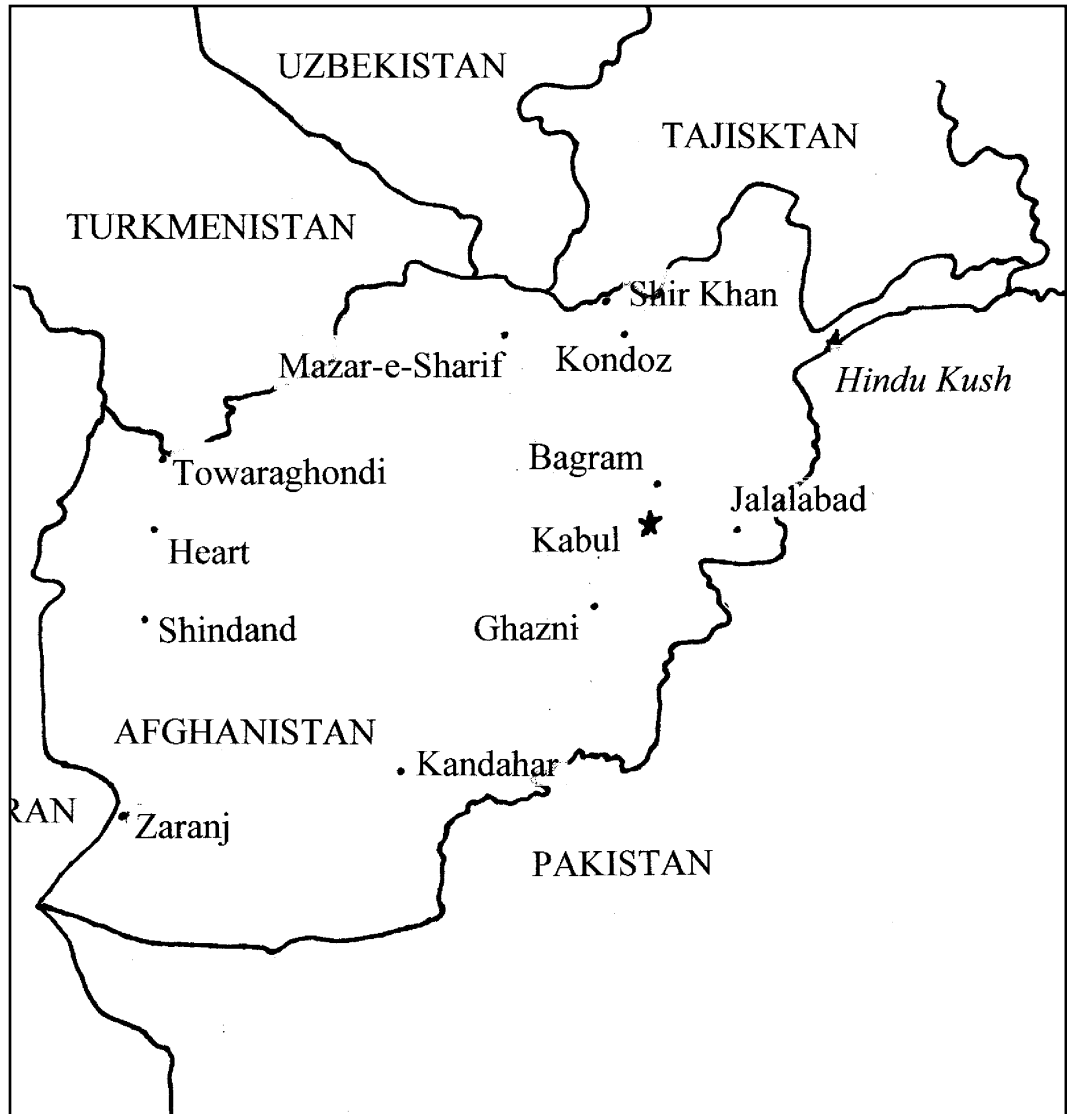 UZBEKISTAN
TAJISKTAN
TURKMENISTAN
Shir Khan
Mazar-e-Sharif
Kondoz
Hindu Kush
Bagram
Towaraghondi
Jalalabad
Kabul
Heart
Ghazni
Shindand
AFGHANISTAN
Kandahar
RAN
Zaranj
PAKISTAN